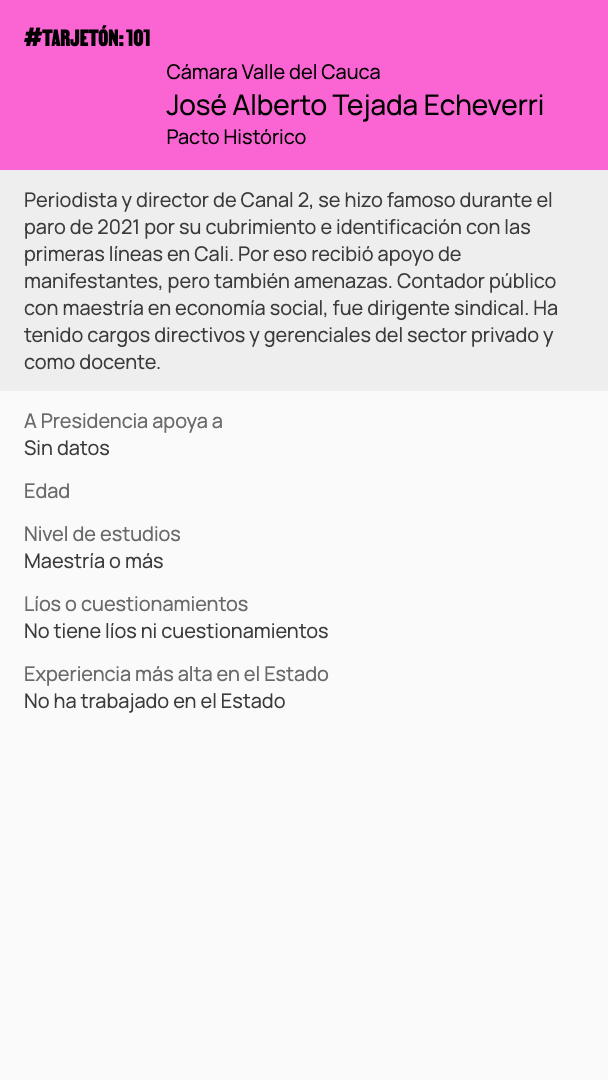 #TARJETÓN: 101
Cámara Valle del Cauca
José Alberto Tejada Echeverri
Pacto Histórico
Periodista y director de Canal 2, se hizo famoso durante el
paro de 2021 por su cubrimiento e identificación con las
primeras líneas en Cali. Por eso recibió apoyo de
manifestantes, pero también amenazas. Contador público
con maestría en economía social, fue dirigente sindical. Ha
tenido cargos directivos y gerenciales del sector privado y
como docente.
A Presidencia apoya a
Sin datos
Edad
Nivel de estudios
Maestría o más
Líos o cuestionamientos
No tiene líos ni cuestionamientos
Experiencia más alta en el Estado
No ha trabajado en el Estado